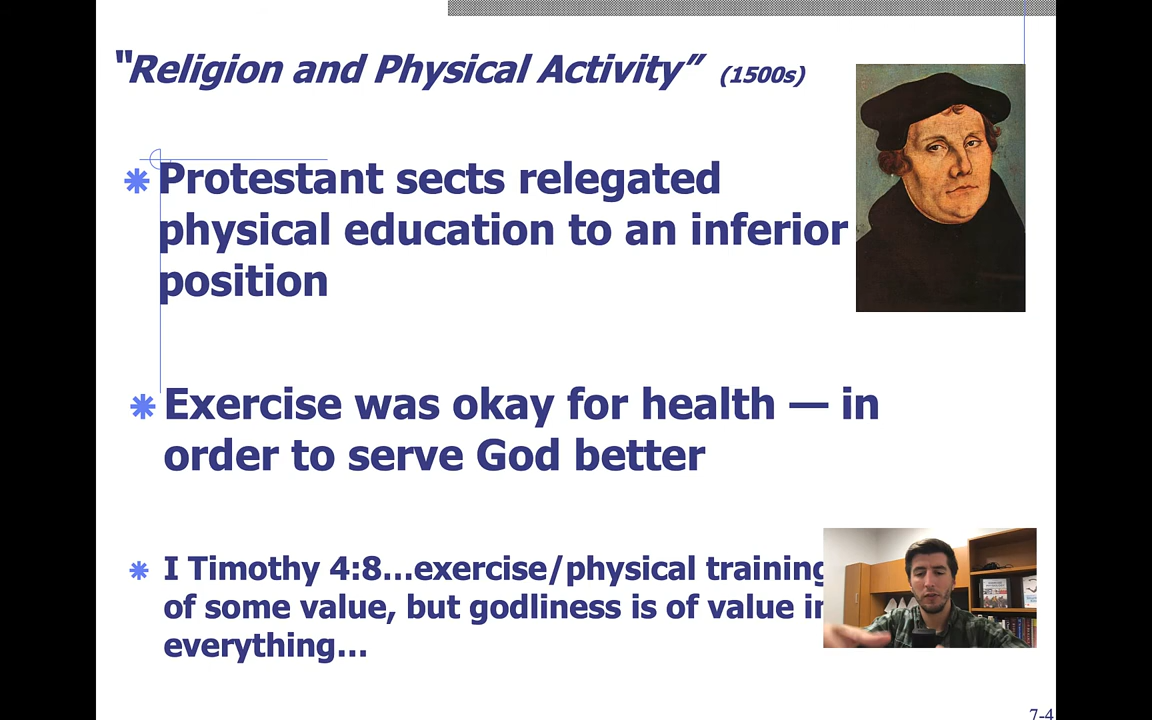 “Religion and Physical Activity” (1500s)
Protestant sects relegated
physical education to an inferior
position
Exercise was okay for health — in
order to serve God better
I Timothy 4:8...exercise/physical training
of some value, but godliness is of value in
everything...
7-4